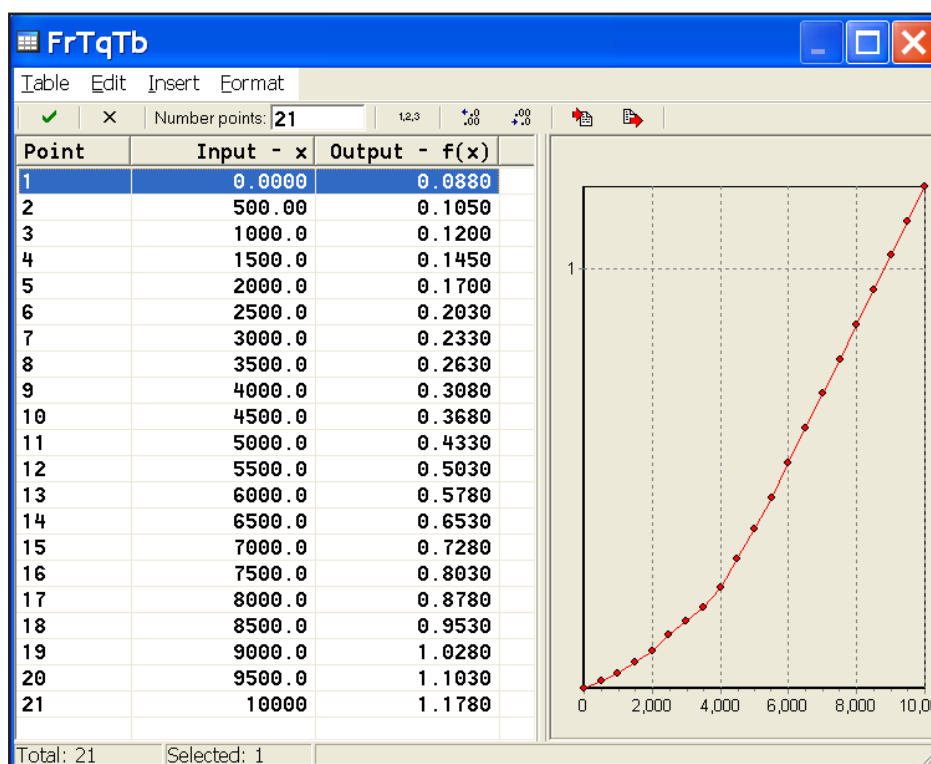 FrTqTb
Table Edit Insert Format
Number points: 21 1,2,3 .0 .00 .00 .0
Point Input - x Output - f(x)
1 0.0000 0.0880
2 500.00 0.1050
3 1000.0 0.1200
4 1500.0 0.1450
5 2000.0 0.1700
6 2500.0 0.2030
7 3000.0 0.2330
8 3500.0 0.2630
9 4000.0 0.3080
10 4500.0 0.3680
11 5000.0 0.4330
12 5500.0 0.5030
13 6000.0 0.5780
14 6500.0 0.6530
15 7000.0 0.7280
16 7500.0 0.8030
17 8000.0 0.8780
18 8500.0 0.9530
19 9000.0 1.0280
20 9500.0 1.1030
21 10000 1.1780
1
0 2,000 4,000 6,000 8,000 10,0
Total: 21 Selected: 1